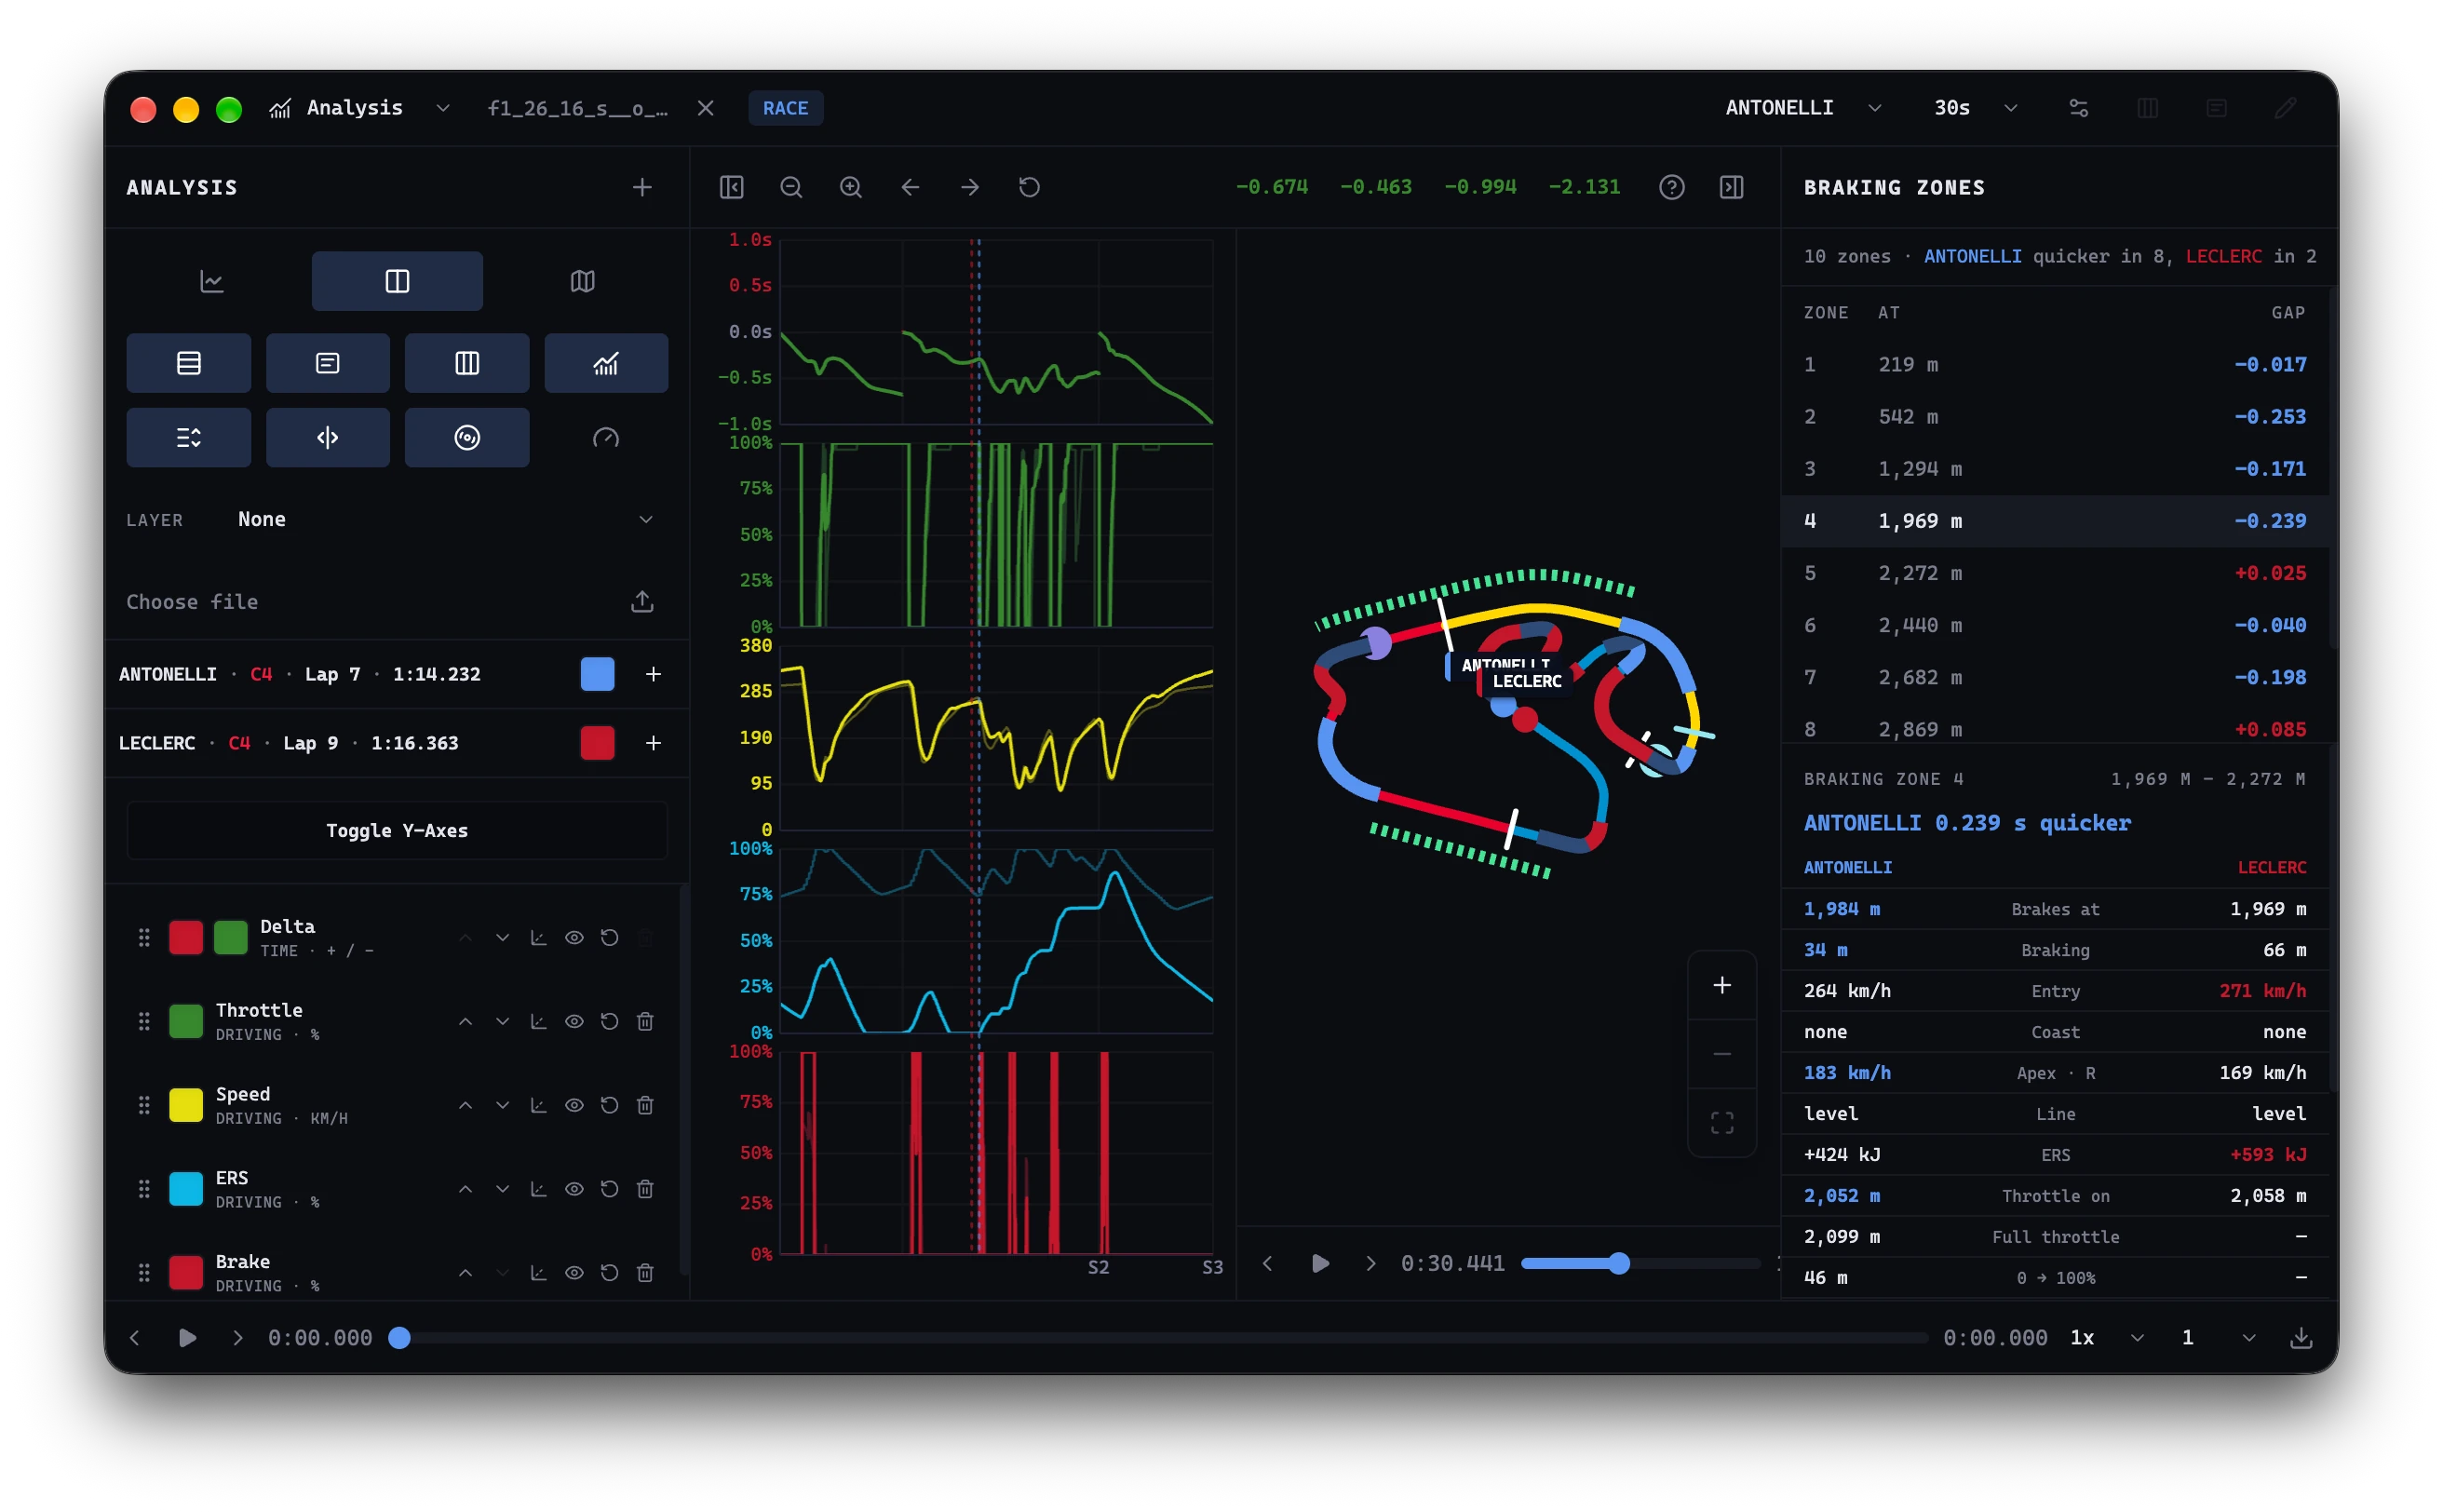 Analysis f1_26_16_s__o_… RACE ANTONELLI 30s
ANALYSIS
−0.674 −0.463 −0.994 −2.131
BRAKING ZONES
LAYER None
Choose file
ANTONELLI · C4 · Lap 7 · 1:14.232
LECLERC · C4 · Lap 9 · 1:16.363
Toggle Y-Axes
Delta
TIME · + / −
Throttle
DRIVING · %
Speed
DRIVING · KM/H
ERS
DRIVING · %
Brake
DRIVING · %
1.0s
0.5s
0.0s
−0.5s
−1.0s
100%
75%
50%
25%
0%
380
285
190
95
0
100%
75%
50%
25%
0%
100%
75%
50%
25%
0%
S2 S3
ANTONELLI
LECLERC
0:30.441
10 zones · ANTONELLI quicker in 8, LECLERC in 2
ZONE AT GAP
1 219 m −0.017
2 542 m −0.253
3 1,294 m −0.171
4 1,969 m −0.239
5 2,272 m +0.025
6 2,440 m −0.040
7 2,682 m −0.198
8 2,869 m +0.085
BRAKING ZONE 4 1,969 M – 2,272 M
ANTONELLI 0.239 s quicker
ANTONELLI LECLERC
1,984 m Brakes at 1,969 m
34 m Braking 66 m
264 km/h Entry 271 km/h
none Coast none
183 km/h Apex · R 169 km/h
level Line level
+424 kJ ERS +593 kJ
2,052 m Throttle on 2,058 m
2,099 m Full throttle –
46 m 0 → 100% –
0:00.000 0:00.000 1x 1